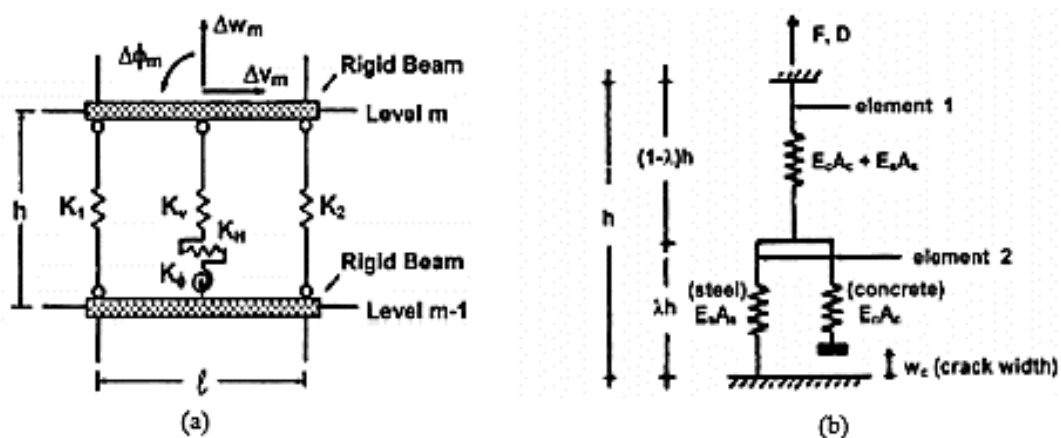 Δw_m
Δϕ_m
Δv_m
Rigid Beam
Level m
h
K_1
K_v
K_2
K_H
K_ϕ
Rigid Beam
Level m-1
ℓ
(a)
F, D
element 1
(1-λ)h
E_cA_c + E_sA_s
h
element 2
(steel)
(concrete)
λh
E_sA_s
E_cA_c
w_c (crack width)
(b)